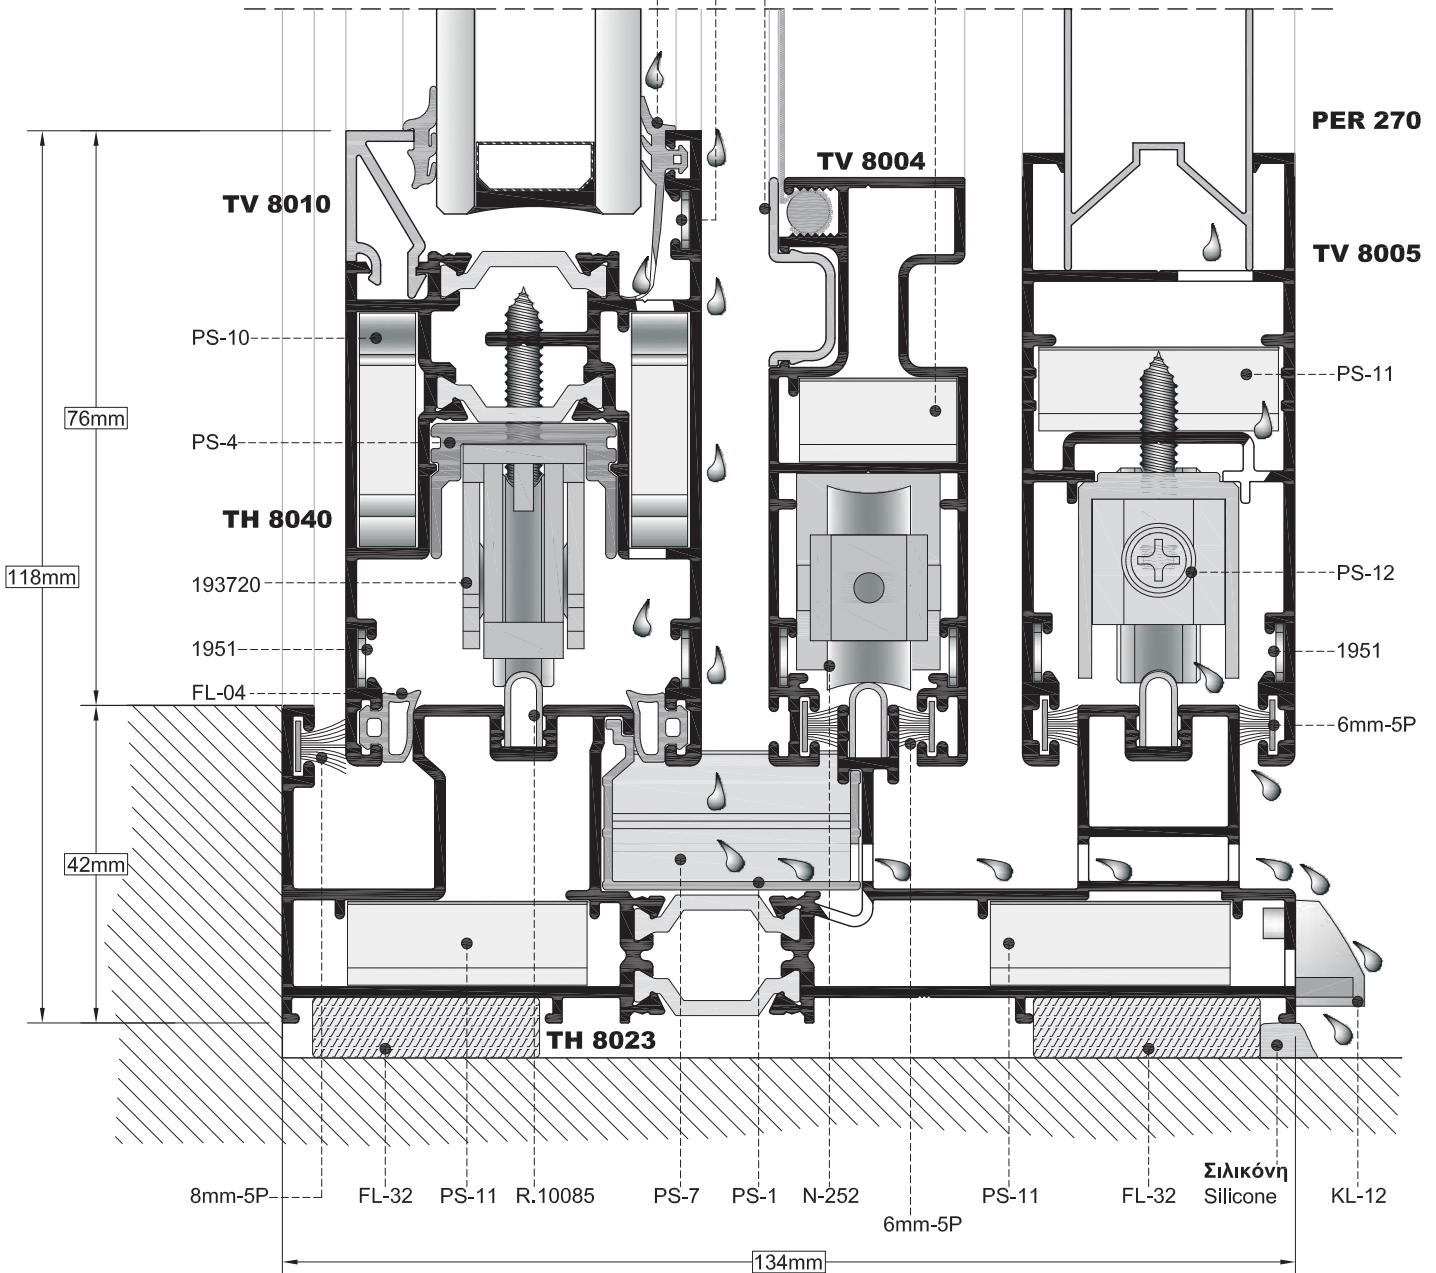 PER 270
TV 8004
TV 8010
TV 8005
PS-10
PS-11
76mm
PS-4
TH 8040
118mm
193720
PS-12
1951
1951
FL-04
6mm-5P
42mm
TH 8023
Σιλικόνη
8mm-5P
FL-32
PS-11
R.10085
PS-7
PS-1
N-252
PS-11
FL-32
Silicone
KL-12
6mm-5P
134mm